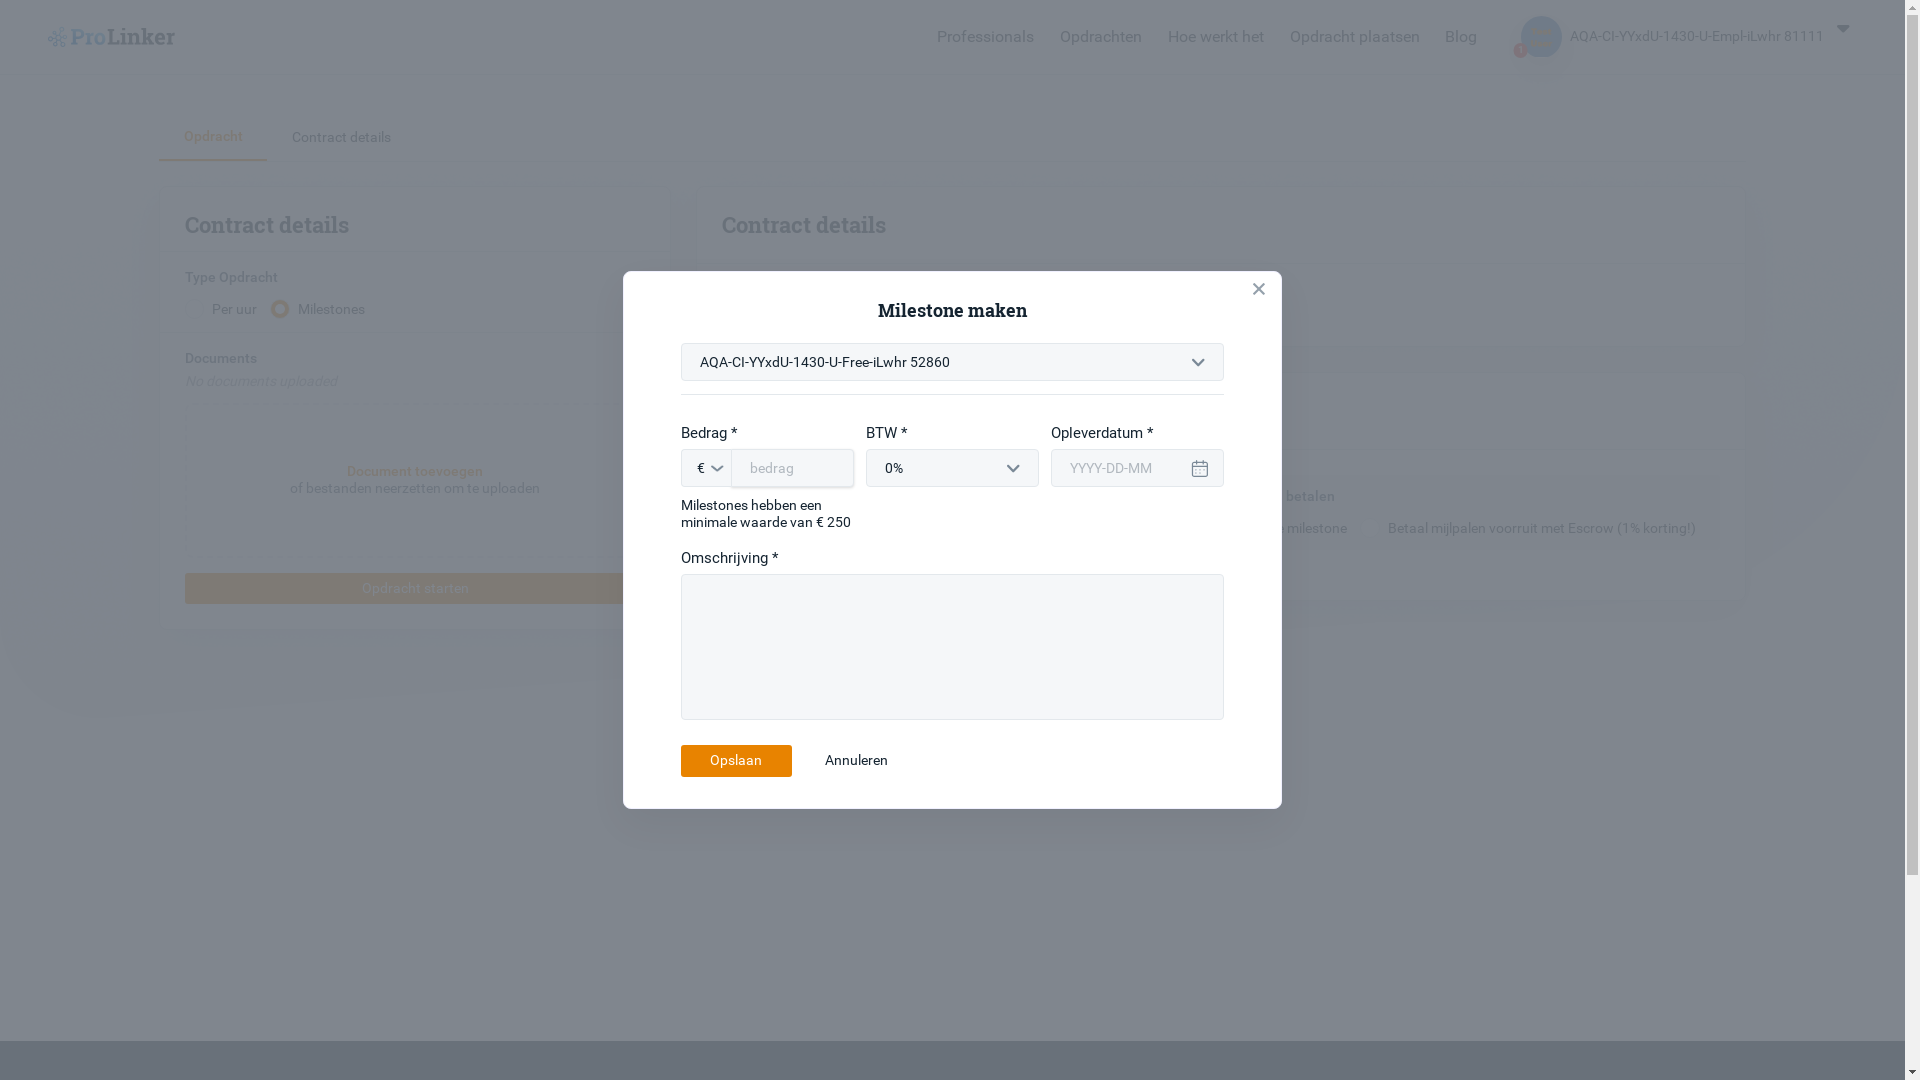 ProLinker
Professionals
Opdrachten
Hoe werkt het
Opdracht plaatsen
Blog
1
AQA-CI-YYxdU-1430-U-Empl-iLwhr 81111
Opdracht
Contract details
Contract details
Type Opdracht
Per uur
Milestones
Documents
No documents uploaded
Document toevoegen
of bestanden neerzetten om te uploaden
Opdracht starten
Contract details
betalen
milestone
Betaal mijlpalen voorruit met Escrow (1% korting!)
Milestone maken
AQA-CI-YYxdU-1430-U-Free-iLwhr 52860
Bedrag *
BTW *
Opleverdatum *
€
bedrag
0%
YYYY-DD-MM
Milestones hebben een
minimale waarde van € 250
Omschrijving *
Opslaan
Annuleren